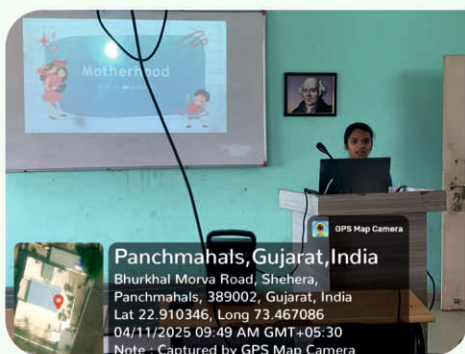 Motherhood
GPS Map Camera
Panchmahals,Gujarat,India
Bhurkhal Morva Road, Shehera,
Panchmahals, 389002, Gujarat, India
Lat 22.910346, Long 73.467086
04/11/2025 09:49 AM GMT+05:30
Note : Captured by GPS Map Camera